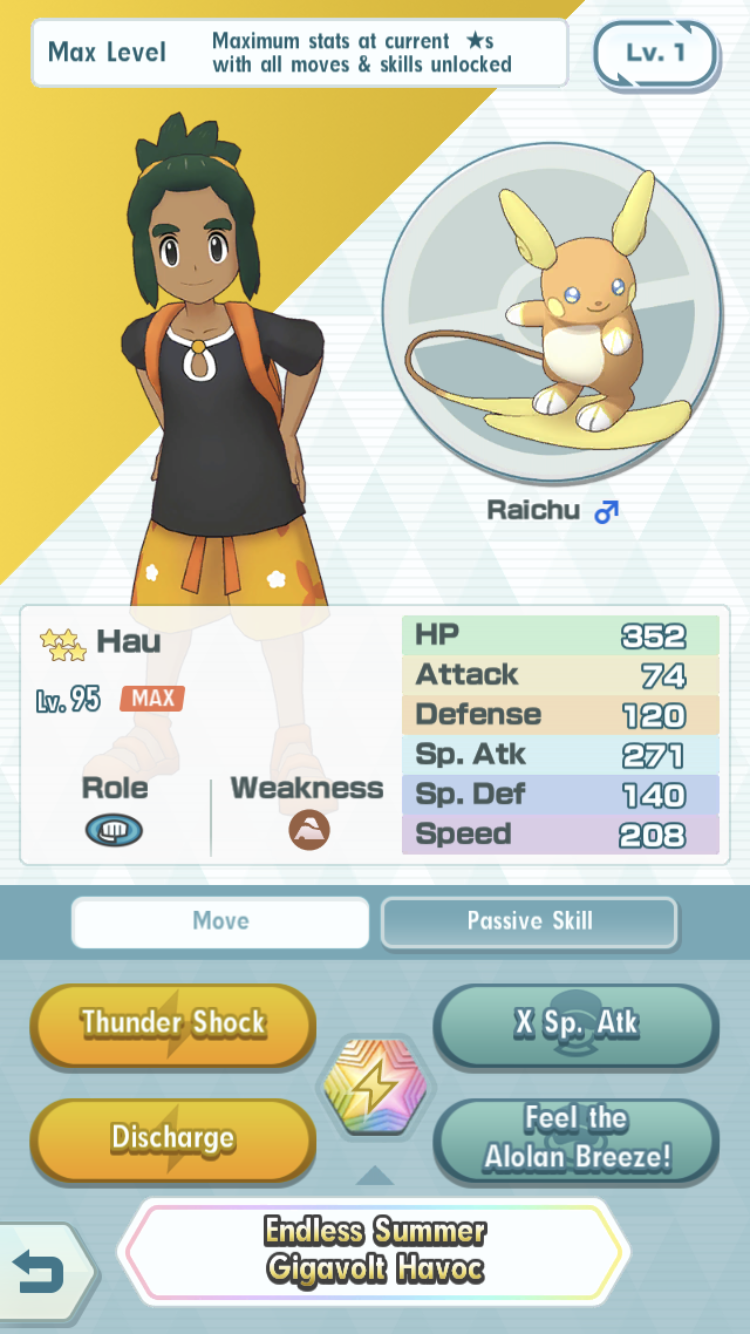 Max Level
Maximum stats at current ★s
with all moves & skills unlocked
Lv. 1
Raichu ♂
Hau
Lv. 95 MAX
Role
Weakness
HP 352
Attack 74
Defense 120
Sp. Atk 271
Sp. Def 140
Speed 208
Move
Passive Skill
Thunder Shock
X Sp. Atk
Discharge
Feel the
Alolan Breeze!
Endless Summer
Gigavolt Havoc